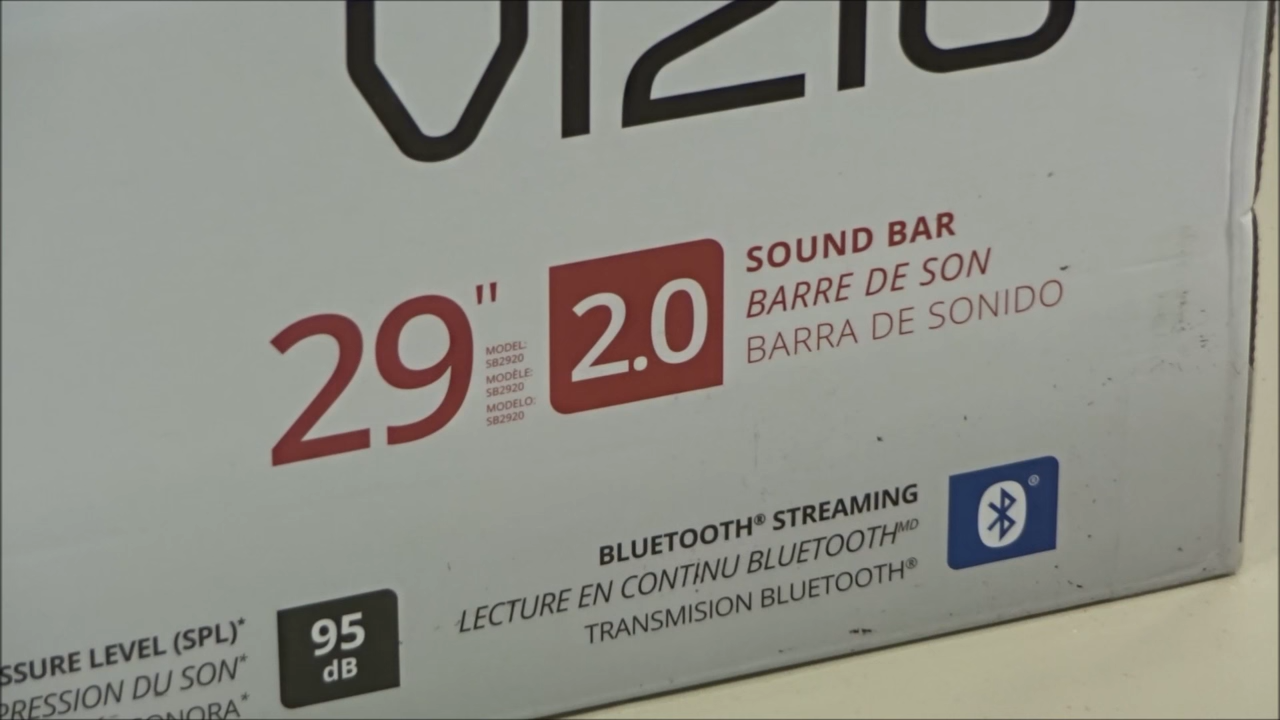 VIZIO
29"
MODEL:
SB2920
MODÈLE:
SB2920
MODELO:
SB2920
2.0
SOUND BAR
BARRE DE SON
BARRA DE SONIDO
BLUETOOTH® STREAMING
LECTURE EN CONTINU BLUETOOTHMD
TRANSMISION BLUETOOTH®
SSURE LEVEL (SPL)*
PRESSION DU SON*
SONORA*
95
dB